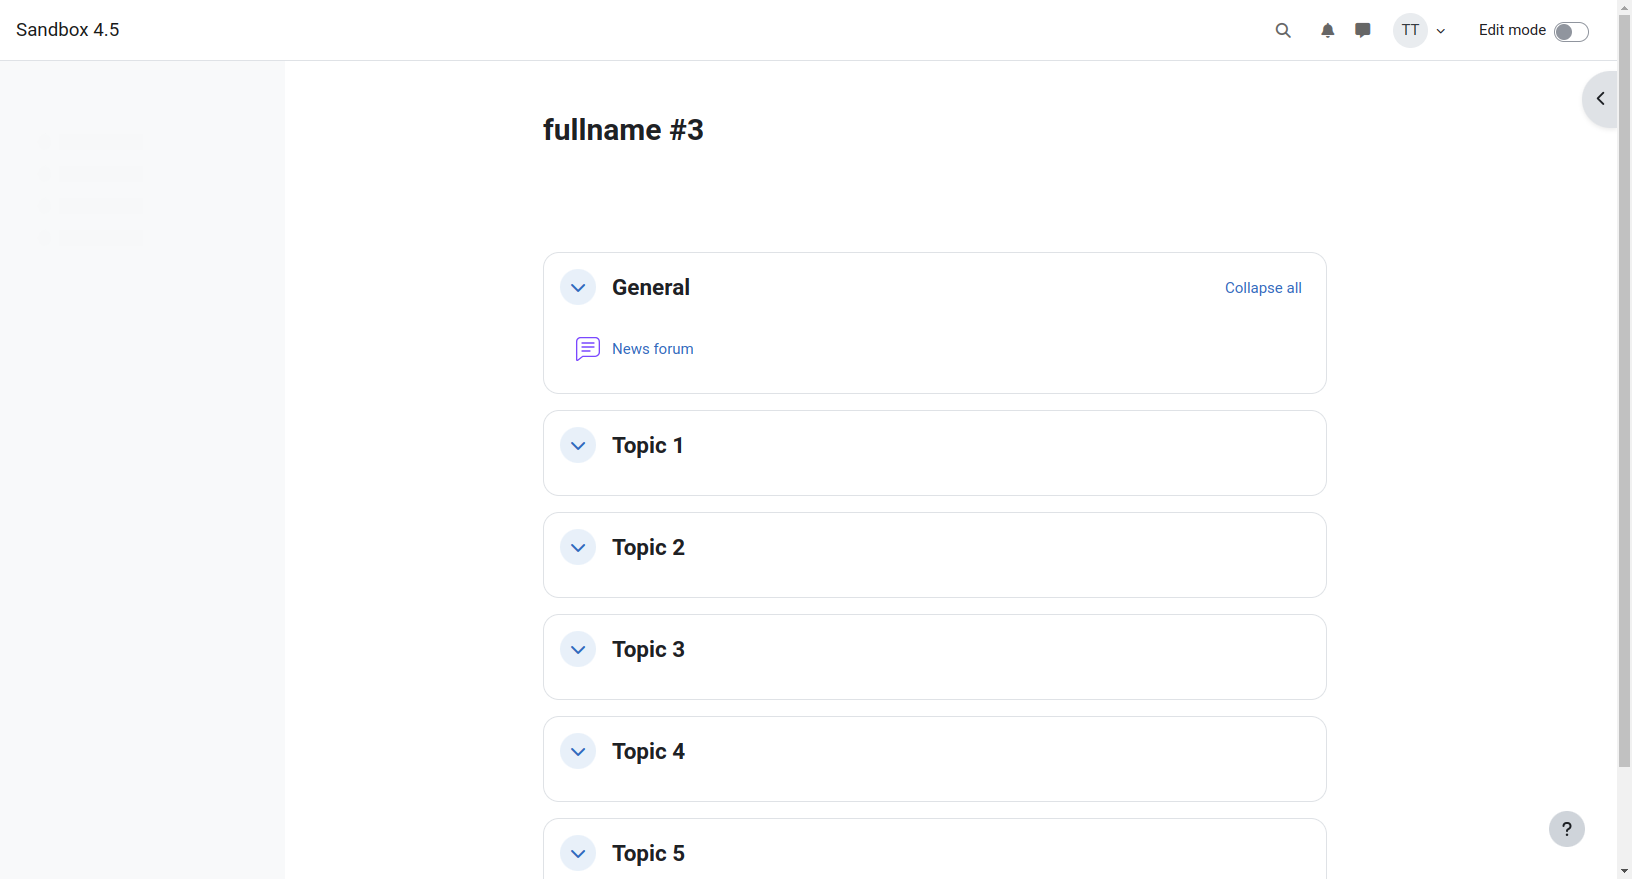 Sandbox 4.5
TT
Edit mode
fullname #3
General
Collapse all
News forum
Topic 1
Topic 2
Topic 3
Topic 4
Topic 5
?